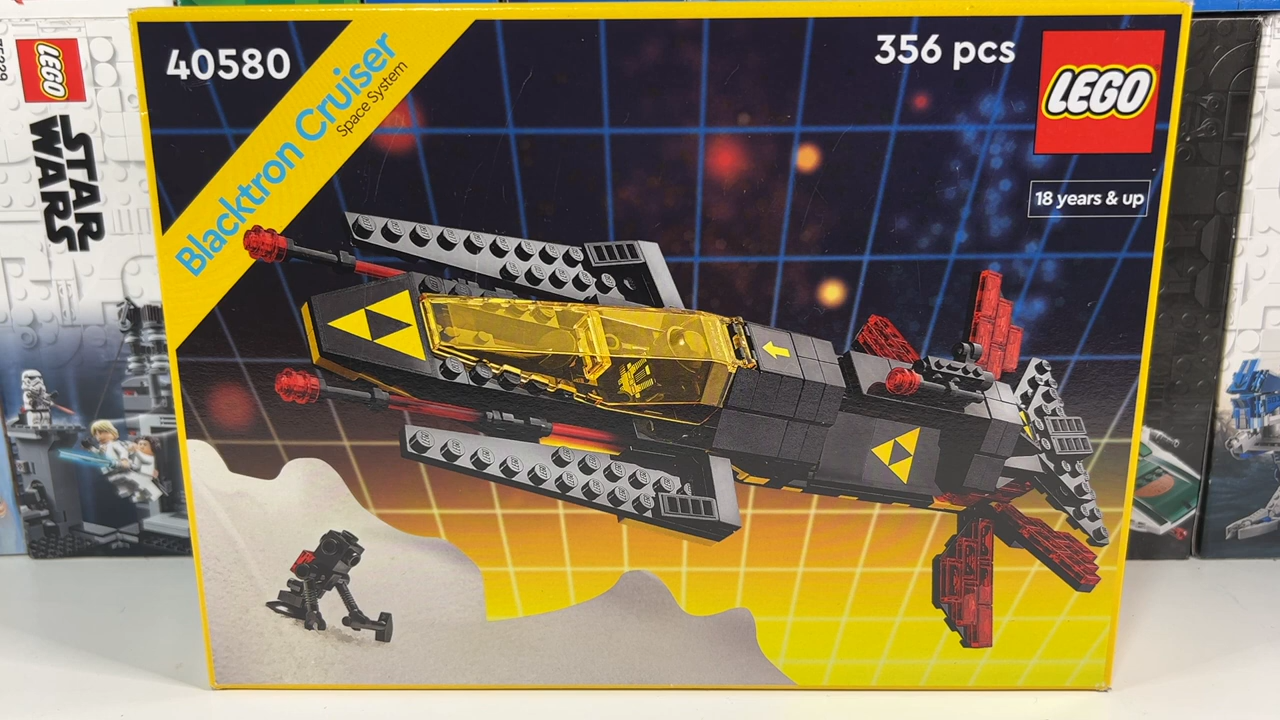 40580
Blacktron Cruiser
Space System
356 pcs
LEGO
18 years & up
LEGO
STAR
WARS